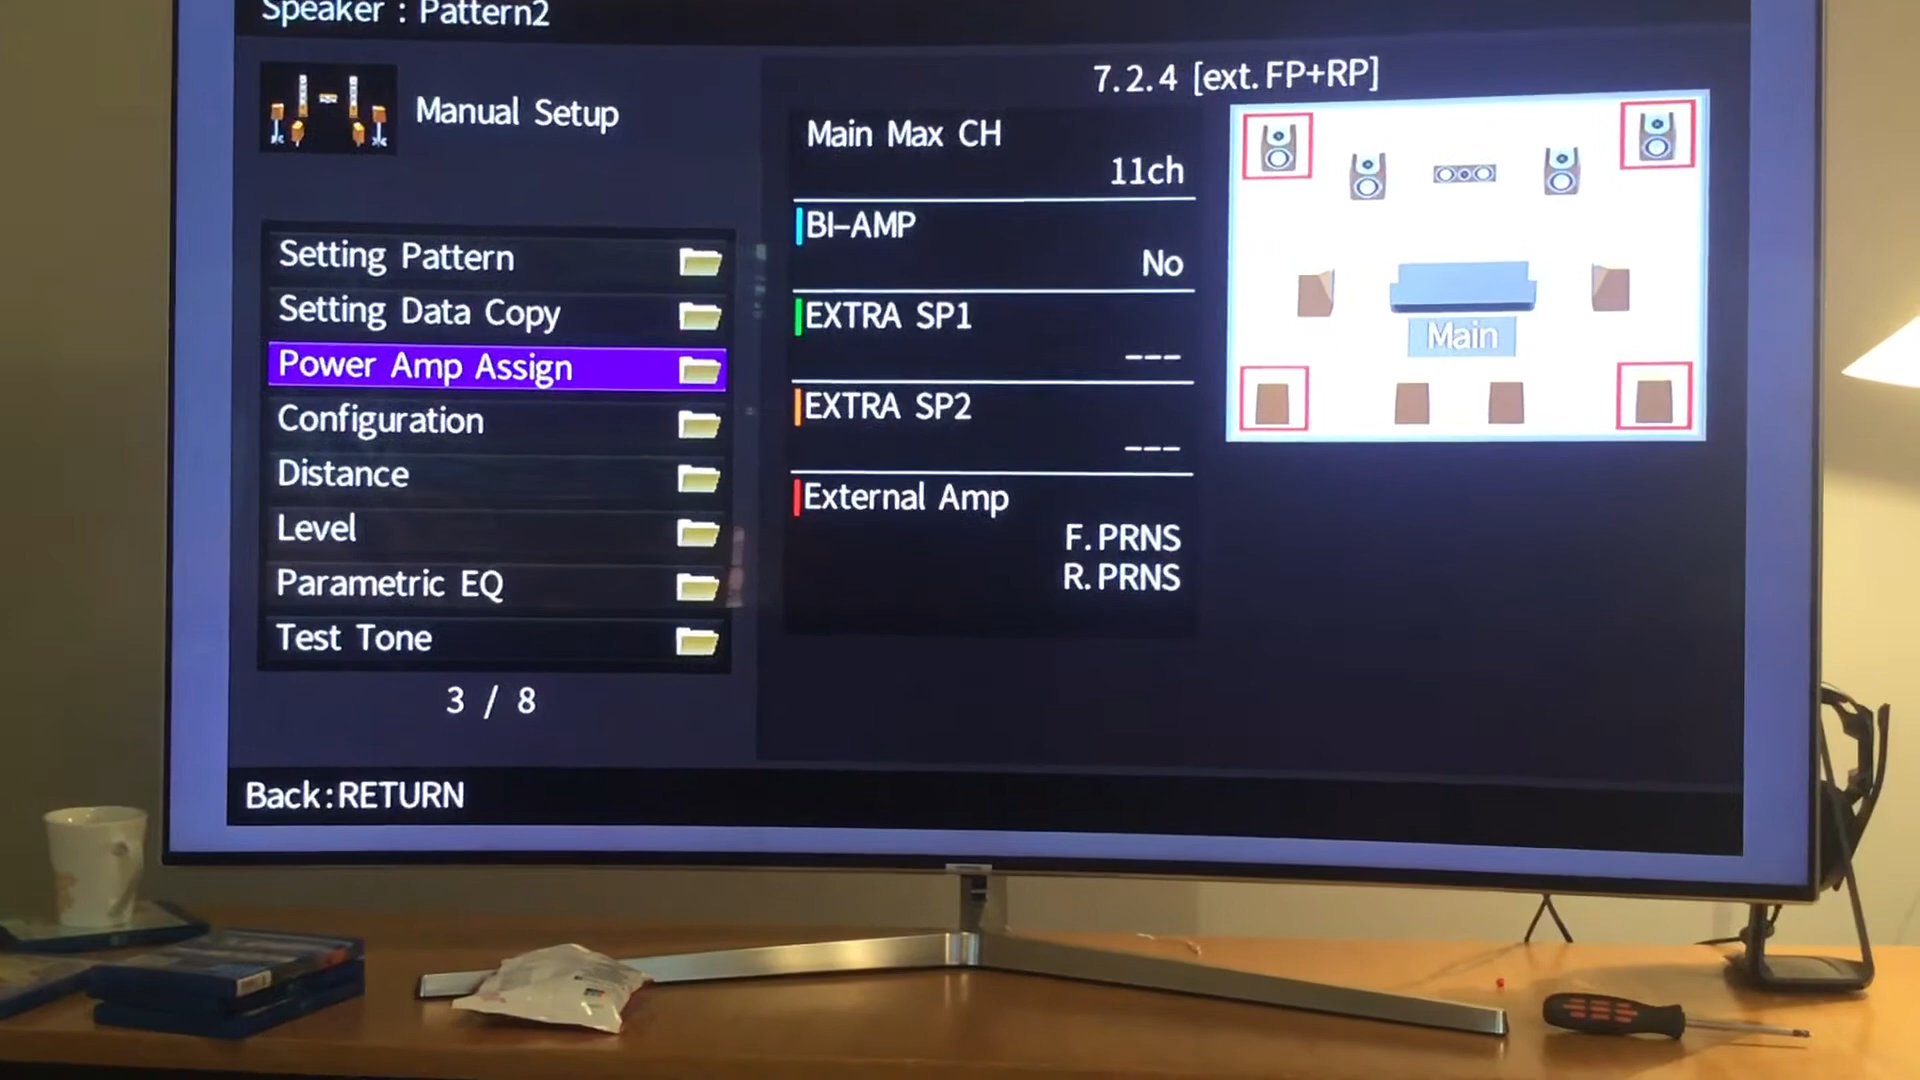 Speaker : Pattern2
Manual Setup
Setting Pattern
Setting Data Copy
Power Amp Assign
Configuration
Distance
Level
Parametric EQ
Test Tone
3 / 8
Back:RETURN
7.2.4 [ext.FP+RP]
Main Max CH
11ch
BI-AMP
No
EXTRA SP1
---
EXTRA SP2
---
External Amp
F.PRNS
R.PRNS
Main